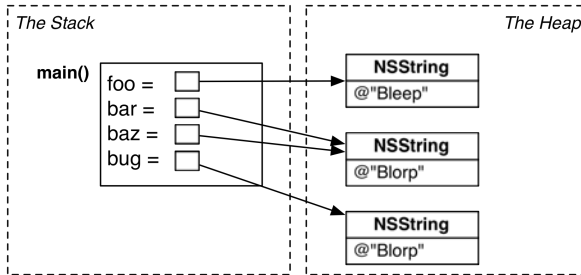 The Stack
The Heap
main()
foo =
bar =
baz =
bug =
NSString
@"Bleep"
NSString
@"Blorp"
NSString
@"Blorp"